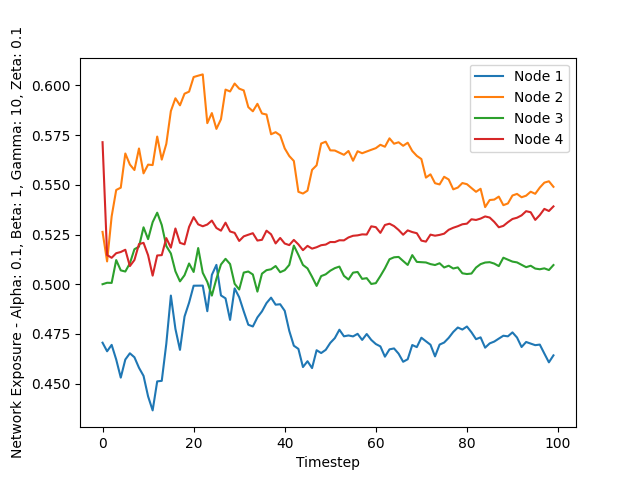 Network Exposure - Alpha: 0.1, Beta: 1, Gamma: 10, Zeta: 0.1
0.600
0.575
0.550
0.525
0.500
0.475
0.450
Node 1
Node 2
Node 3
Node 4
0 20 40 60 80 100
Timestep